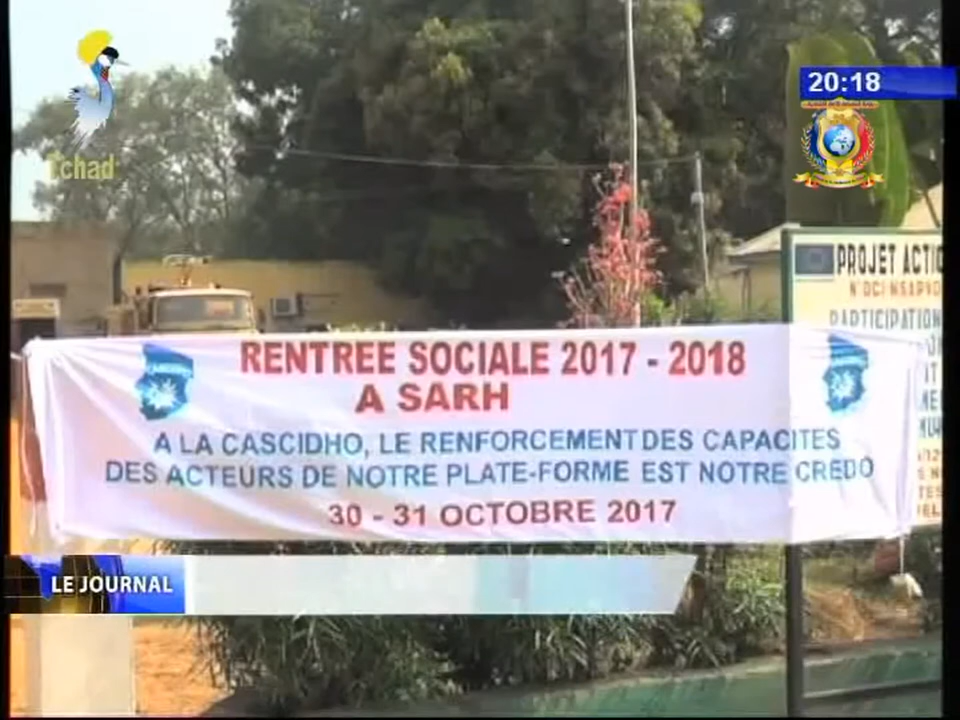 Tchad
20:18
PROJET ACTIO
PARTICIPATION
RENTREE SOCIALE 2017 - 2018
A SARH
A LA CASCIDHO, LE RENFORCEMENT DES CAPACITES
DES ACTEURS DE NOTRE PLATE-FORME EST NOTRE CREDO
30 - 31 OCTOBRE 2017
LE JOURNAL